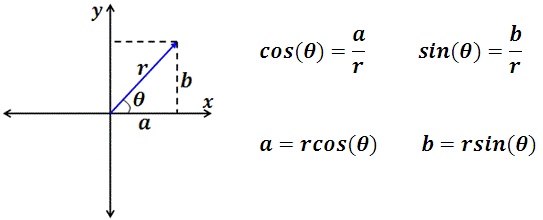 y
r
b
θ
x
a
cos(θ) = a/r
sin(θ) = b/r
a = rcos(θ)
b = rsin(θ)